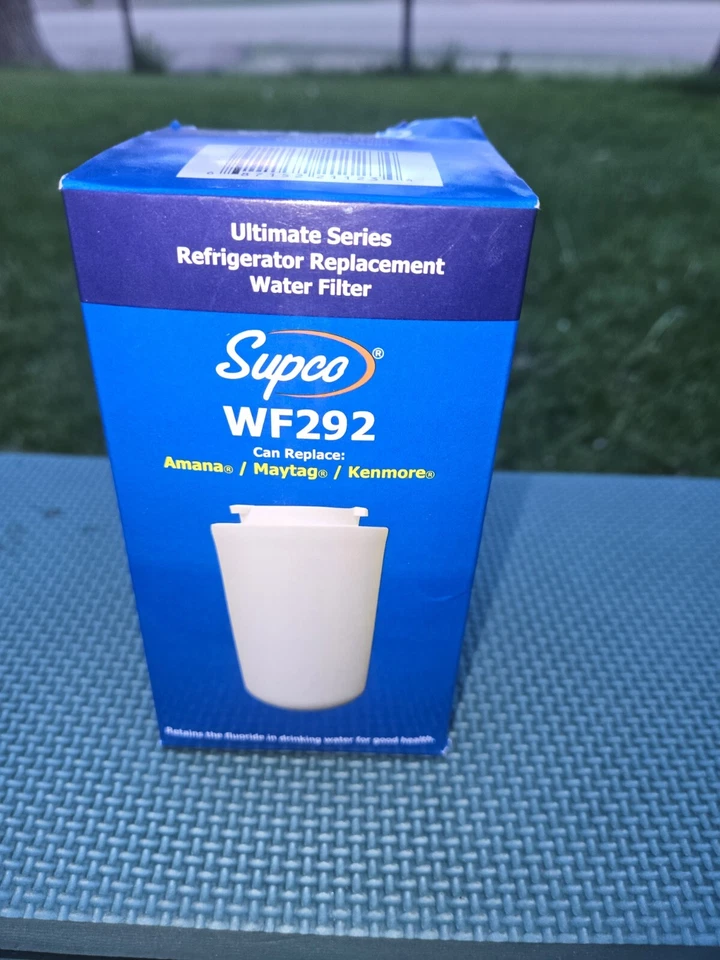 Ultimate Series
Refrigerator Replacement
Water Filter
Supco®
WF292
Can Replace:
Amana® / Maytag® / Kenmore®
Retains the fluoride in drinking water for good health.